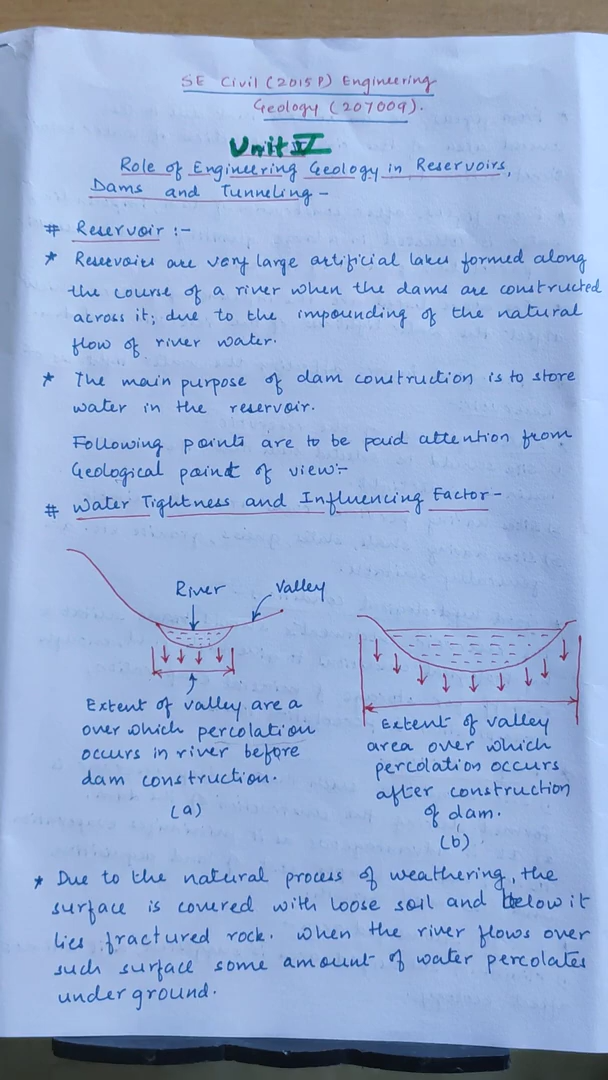 SE Civil (2015P) Engineering
Geology (207009).
Unit V
Role of Engineering Geology in Reservoirs,
Dams and Tunneling -
# Reservoir :-
* Reservoirs are very large artificial lakes formed along
the course of a river when the dams are constructed
across it; due to the impounding of the natural
flow of river water.
* The main purpose of dam construction is to store
water in the reservoir.
Following points are to be paid attention from
Geological point of view:-
# Water Tightness and Influencing Factor -
River
Valley
Extent of valley are a
over which percolation
occurs in river before
dam construction.
(a)
Extent of valley
area over which
percolation occurs
after construction
of dam.
(b)
* Due to the natural process of weathering, the
surface is covered with loose soil and below it
lies fractured rock. When the river flows over
such surface some amount of water percolates
under ground.